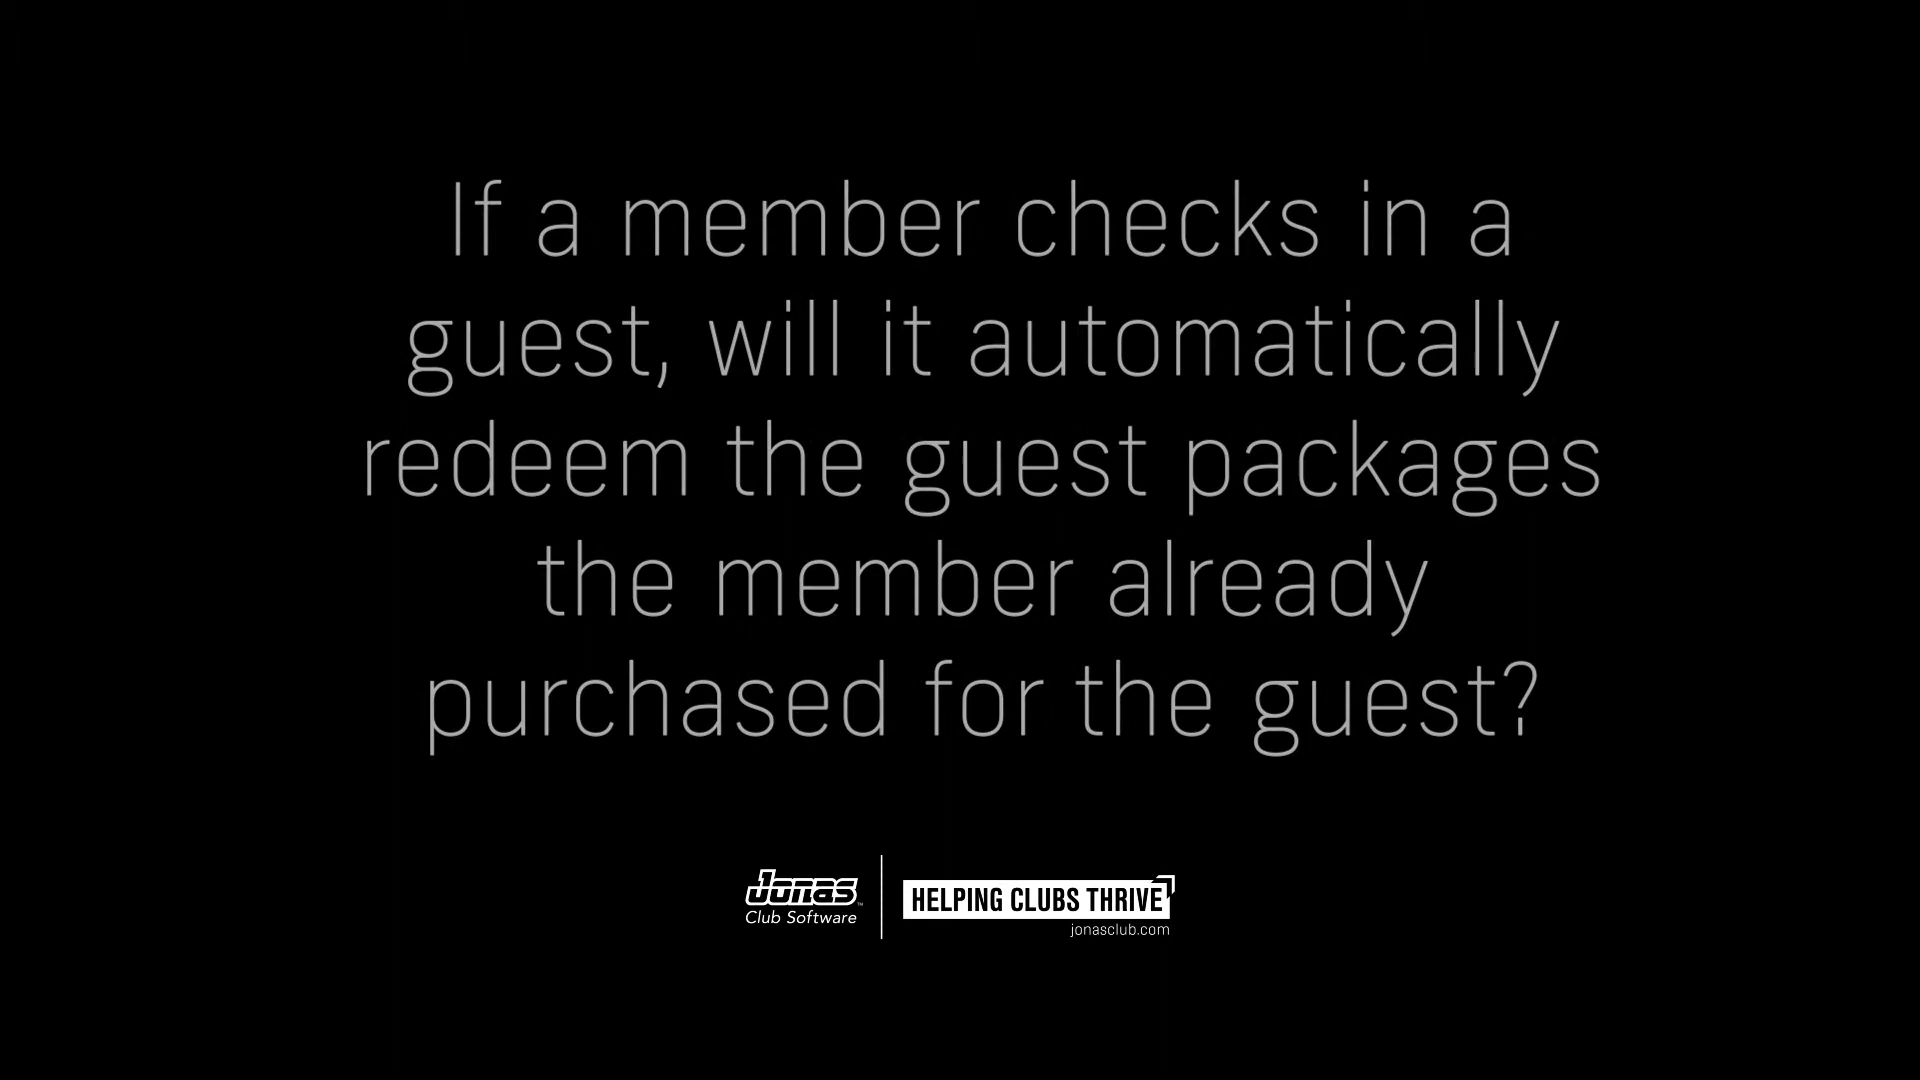 If a member checks in a
guest, will it automatically
redeem the guest packages
the member already
purchased for the guest?
Jonas™
Club Software
HELPING CLUBS THRIVE
jonasclub.com